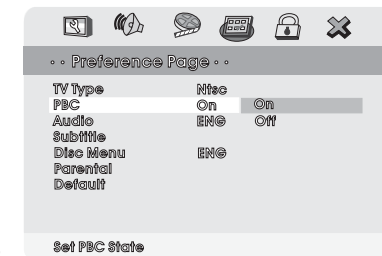 ·· Preference Page ··
TV Type Ntsc
PBC On On
Audio ENG Off
Subtitle
Disc Menu ENG
Parental
Default
Set PBC State